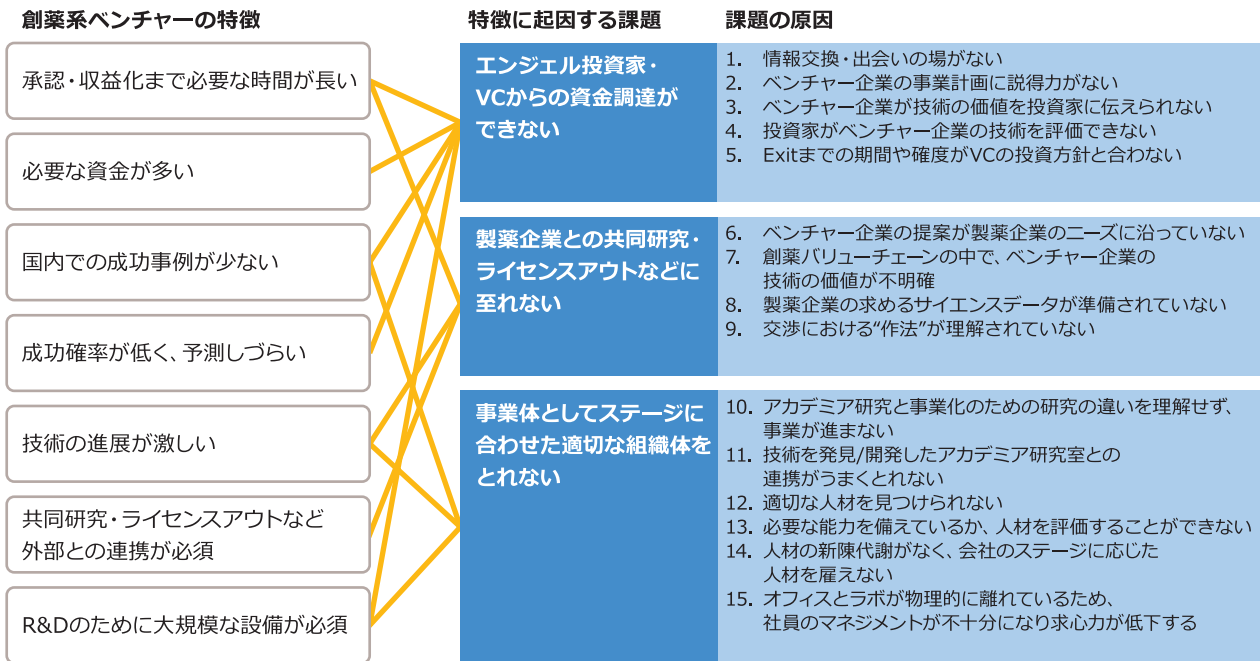 創薬系ベンチャーの特徴
承認・収益化まで必要な時間が長い
必要な資金が多い
国内での成功事例が少ない
成功確率が低く、予測しづらい
技術の進展が激しい
共同研究・ライセンスアウトなど
外部との連携が必須
R&Dのために大規模な設備が必須
特徴に起因する課題
課題の原因
エンジェル投資家・
VCからの資金調達が
できない
1. 情報交換・出会いの場がない
2. ベンチャー企業の事業計画に説得力がない
3. ベンチャー企業が技術の価値を投資家に伝えられない
4. 投資家がベンチャー企業の技術を評価できない
5. Exitまでの期間や確度がVCの投資方針と合わない
製薬企業との共同研究・
ライセンスアウトなどに
至れない
6. ベンチャー企業の提案が製薬企業のニーズに沿っていない
7. 創薬バリューチェーンの中で、ベンチャー企業の
技術の価値が不明確
8. 製薬企業の求めるサイエンスデータが準備されていない
9. 交渉における“作法”が理解されていない
事業体としてステージに
合わせた適切な組織体を
とれない
10. アカデミア研究と事業化のための研究の違いを理解せず、
事業が進まない
11. 技術を発見/開発したアカデミア研究室との
連携がうまくとれない
12. 適切な人材を見つけられない
13. 必要な能力を備えているか、人材を評価することができない
14. 人材の新陳代謝がなく、会社のステージに応じた
人材を雇えない
15. オフィスとラボが物理的に離れているため、
社員のマネジメントが不十分になり求心力が低下する